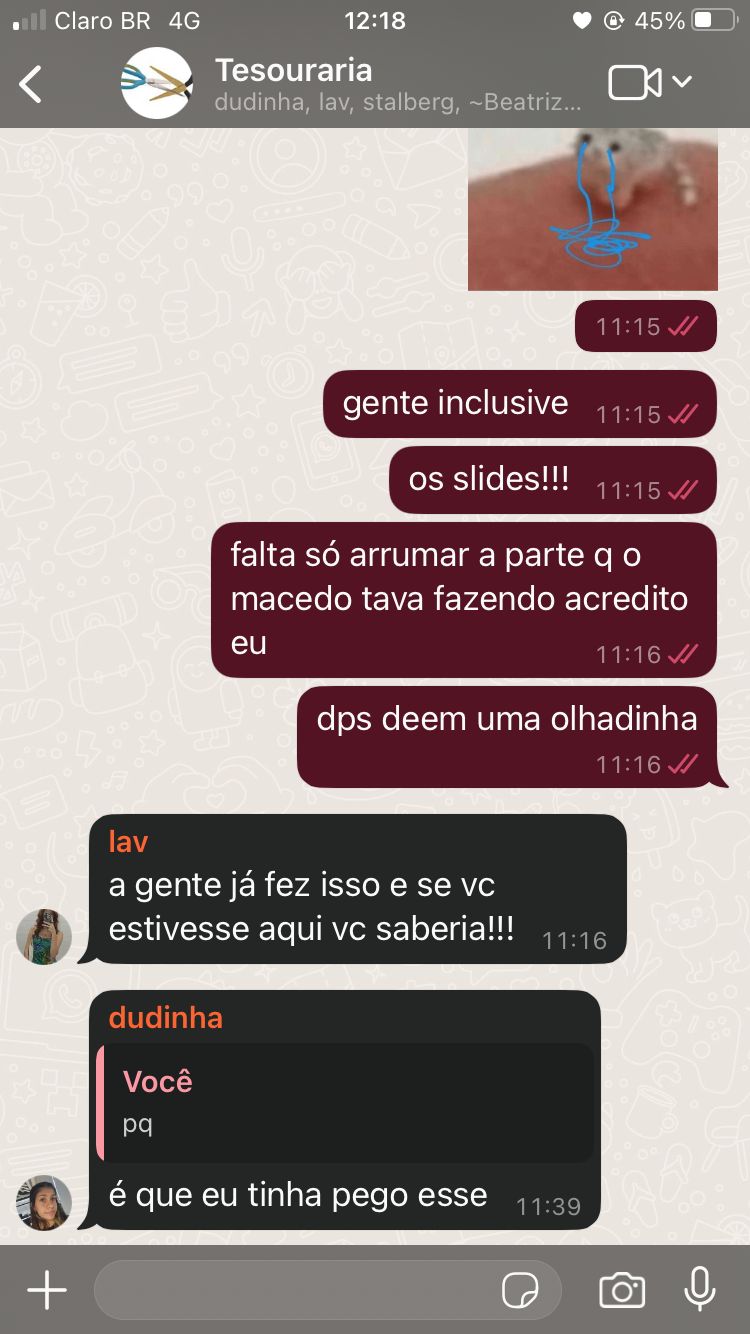 Claro BR 4G 12:18 45%
Tesouraria
dudinha, lav, stalberg, ~Beatriz...
11:15
gente inclusive 11:15
os slides!!! 11:15
falta só arrumar a parte q o
macedo tava fazendo acredito
eu 11:16
dps deem uma olhadinha
11:16
lav
a gente já fez isso e se vc
estivesse aqui vc saberia!!! 11:16
dudinha
Você
pq
é que eu tinha pego esse 11:39